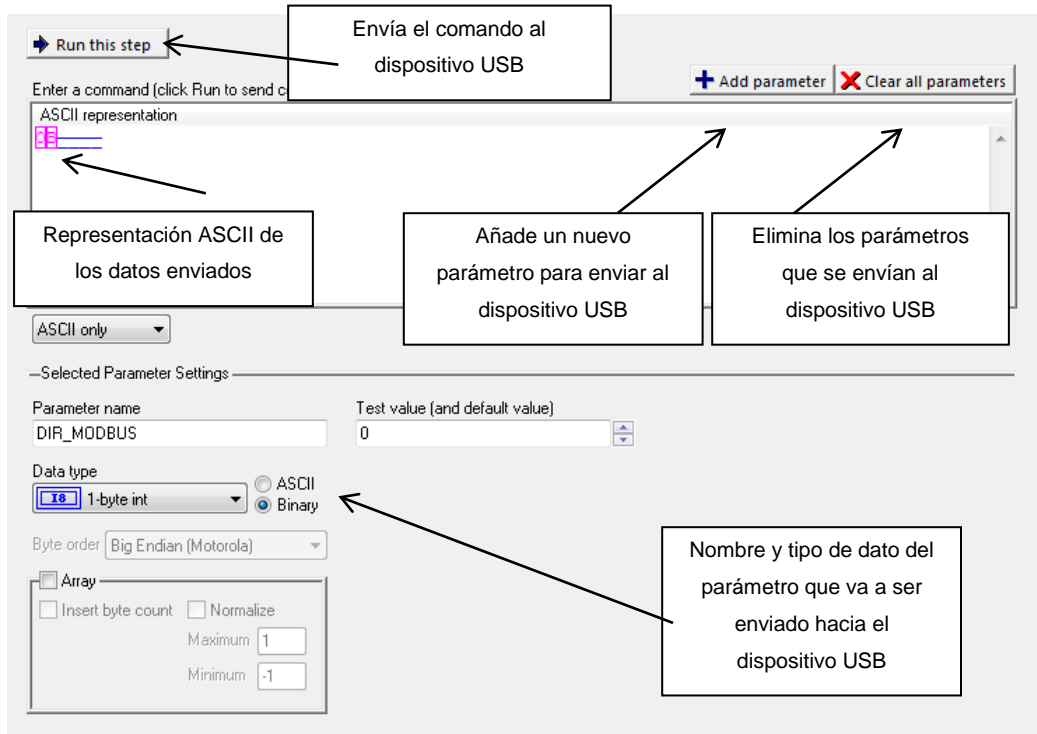 Run this step
Envía el comando al
dispositivo USB
Add parameter
Clear all parameters
Enter a command (click Run to send c
ASCII representation
Representación ASCII de
los datos enviados
Añade un nuevo
parámetro para enviar al
dispositivo USB
Elimina los parámetros
que se envían al
dispositivo USB
ASCII only
Selected Parameter Settings
Parameter name
Test value (and default value)
DIR_MODBUS
0
Data type
I8 1-byte int
ASCII
Binary
Byte order Big Endian (Motorola)
Array
Insert byte count
Normalize
Maximum 1
Minimum -1
Nombre y tipo de dato del
parámetro que va a ser
enviado hacia el
dispositivo USB